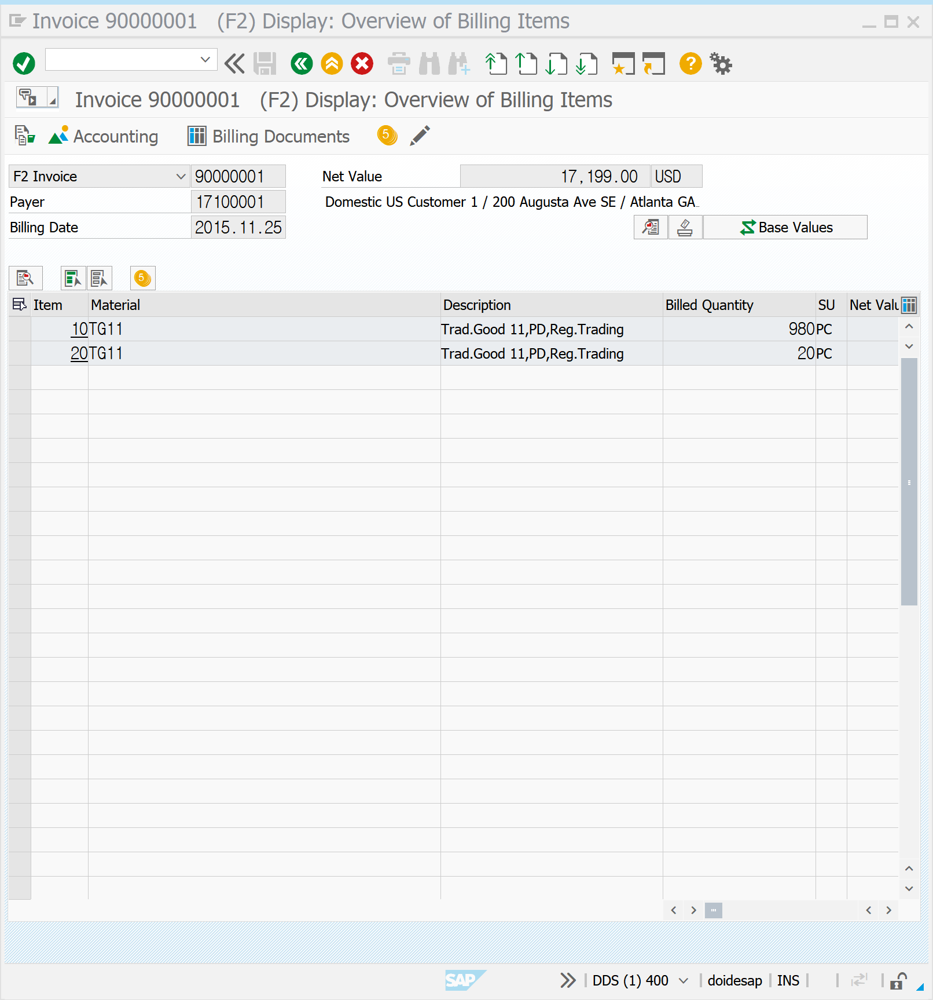 Invoice 90000001 (F2) Display: Overview of Billing Items
Invoice 90000001 (F2) Display: Overview of Billing Items
Accounting Billing Documents
F2 Invoice 90000001 Net Value 17,199.00 USD
Payer 17100001 Domestic US Customer 1 / 200 Augusta Ave SE / Atlanta GA..
Billing Date 2015.11.25 Base Values
Item Material Description Billed Quantity SU Net Valu
10 TG11 Trad.Good 11,PD,Reg.Trading 980 PC
20 TG11 Trad.Good 11,PD,Reg.Trading 20 PC
SAP DDS (1) 400 doidesap INS